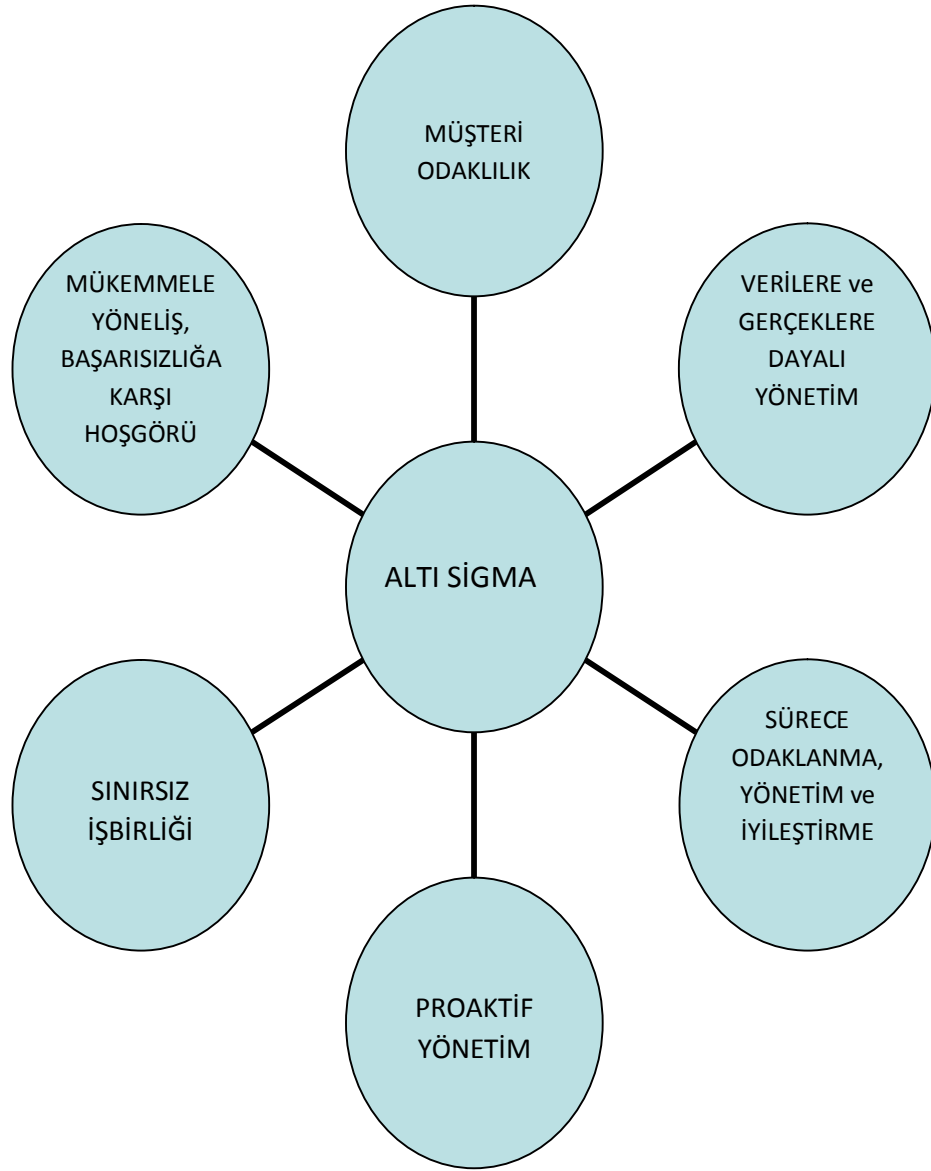 MÜŞTERİ
ODAKLILIK
MÜKEMMELE
YÖNELİŞ,
BAŞARISIZLIĞA
KARŞI
HOŞGÖRÜ
VERİLERE ve
GERÇEKLERE
DAYALI
YÖNETİM
ALTI SİGMA
SINIRSIZ
İŞBİRLİĞİ
SÜRECE
ODAKLANMA,
YÖNETİM ve
İYİLEŞTİRME
PROAKTİF
YÖNETİM